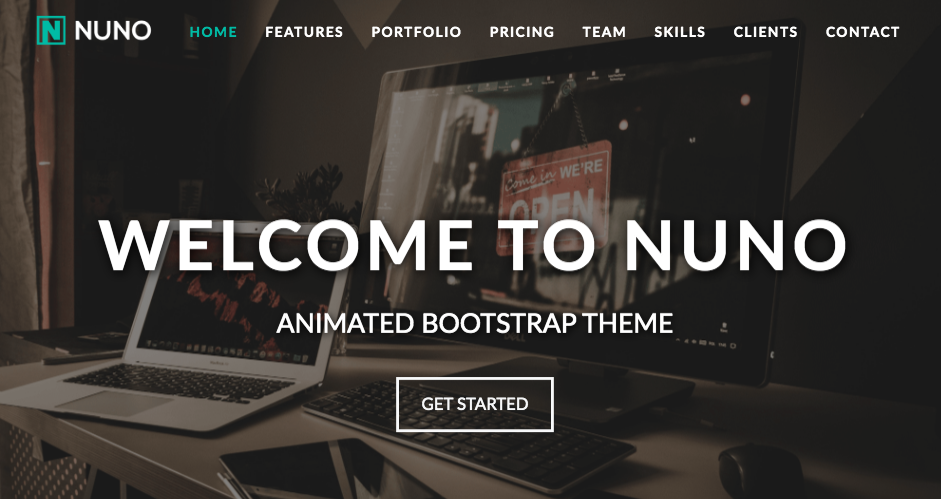 N NUNO HOME FEATURES PORTFOLIO PRICING TEAM SKILLS CLIENTS CONTACT
Come in WE'RE
OPEN
WELCOME TO NUNO
ANIMATED BOOTSTRAP THEME
DELL
GET STARTED